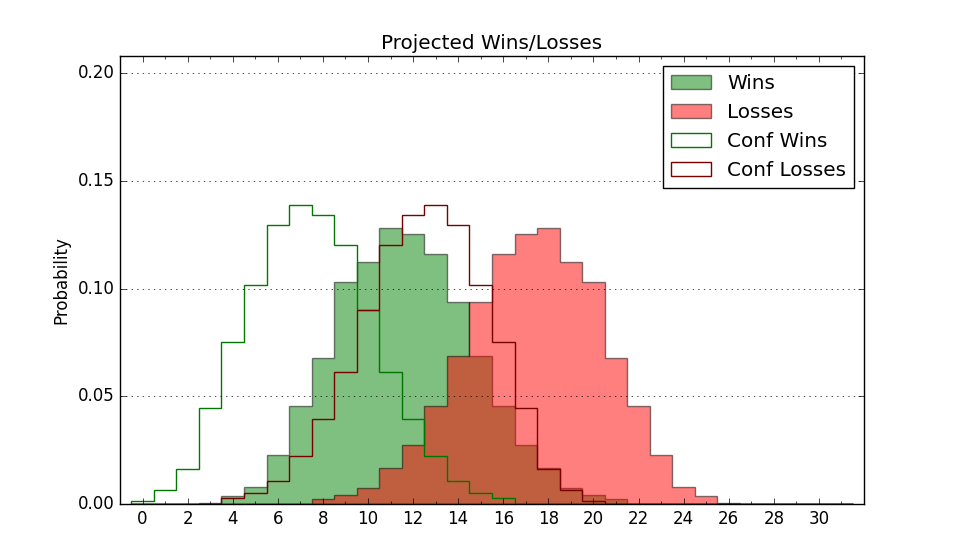 Projected Wins/Losses
0.20
0.15
0.10
0.05
0.00
Probability
Wins
Losses
Conf Wins
Conf Losses
0 2 4 6 8 10 12 14 16 18 20 22 24 26 28 30